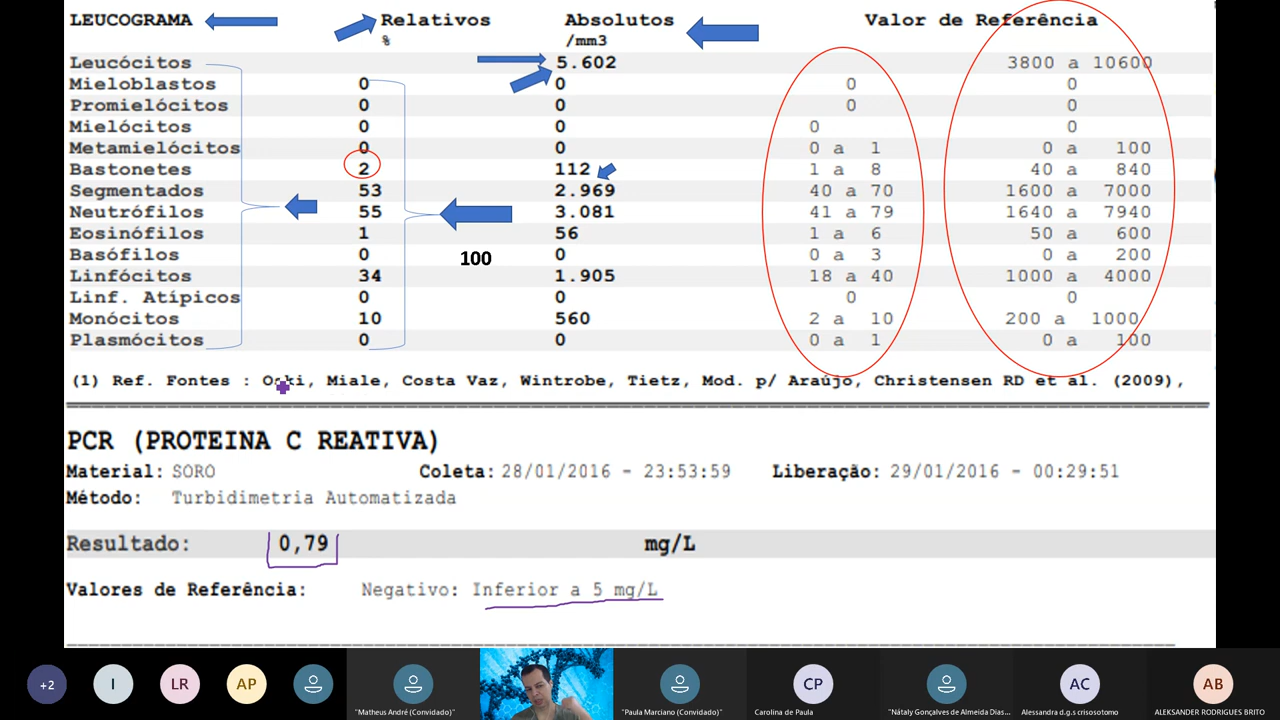 LEUCOGRAMA Relativos Absolutos Valor de Referência
% /mm3
Leucócitos 5.602 3800 a 10600
Mieloblastos 0 0 0 0
Promielócitos 0 0 0 0
Mielócitos 0 0 0 0
Metamielócitos 0 0 0 a 1 0 a 100
Bastonetes 2 112 1 a 8 40 a 840
Segmentados 53 2.969 40 a 70 1600 a 7000
Neutrófilos 55 3.081 41 a 79 1640 a 7940
Eosinófilos 1 56 1 a 6 50 a 600
Basófilos 0 0 0 a 3 0 a 200
100
Linfócitos 34 1.905 18 a 40 1000 a 4000
Linf. Atípicos 0 0 0 0
Monócitos 10 560 2 a 10 200 a 1000
Plasmócitos 0 0 0 a 1 0 a 100
(1) Ref. Fontes : Oski, Miale, Costa Vaz, Wintrobe, Tietz, Mod. p/ Araújo, Christensen RD et al. (2009),
PCR (PROTEINA C REATIVA)
Material: SORO Coleta: 28/01/2016 - 23:53:59 Liberação: 29/01/2016 - 00:29:51
Método: Turbidimetria Automatizada
Resultado: 0,79 mg/L
Valores de Referência: Negativo: Inferior a 5 mg/L
+2 I LR AP CP AC AB
"Matheus André (Convidado)" "Paula Marciano (Convidado)" Carolina de Paula "Nátaly Gonçalves de Almeida Dias... Alessandra d.g.s crisosotomo ALEKSANDER RODRIGUES BRITO